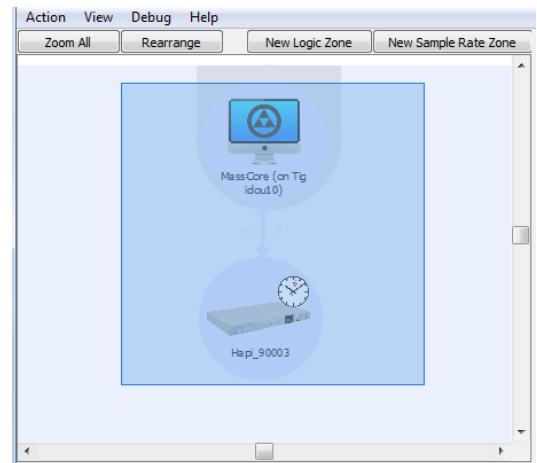 Action View Debug Help
Zoom All Rearrange New Logic Zone New Sample Rate Zone
MassCore (on Tig
idou10)
Hapi_90003